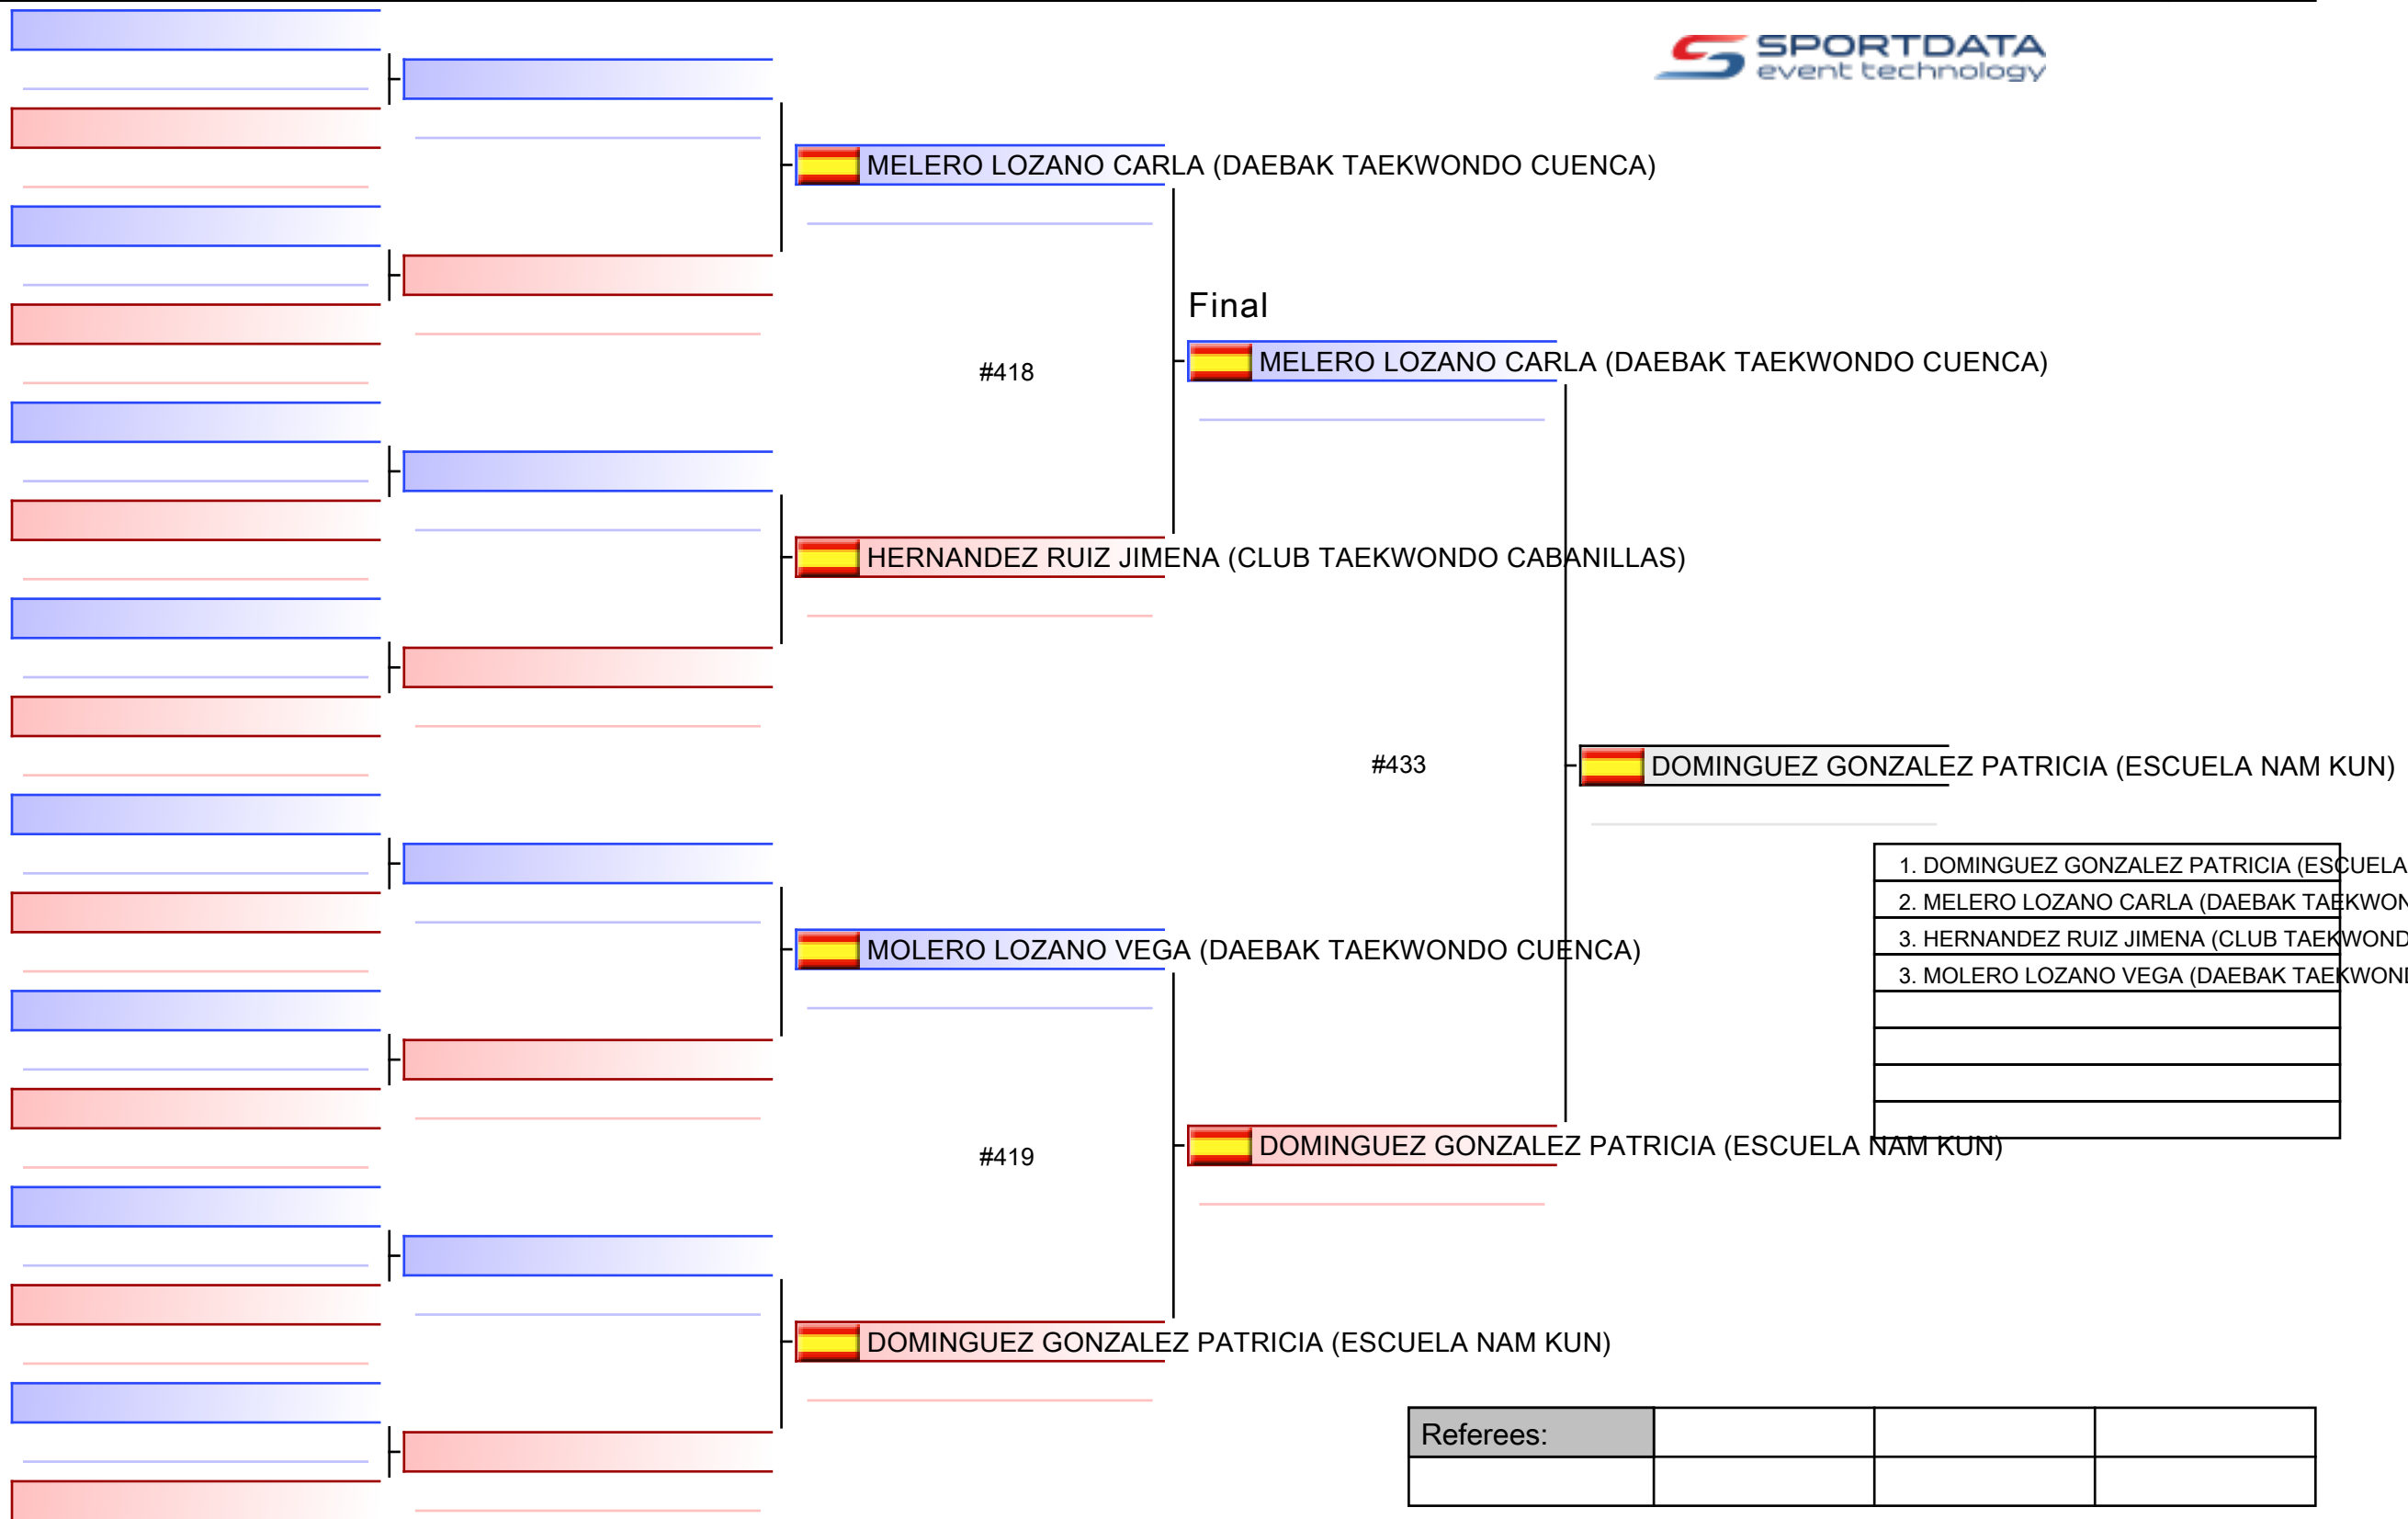 SPORTDATA
event technology
MELERO LOZANO CARLA (DAEBAK TAEKWONDO CUENCA)
Final
MELERO LOZANO CARLA (DAEBAK TAEKWONDO CUENCA)
#418
HERNANDEZ RUIZ JIMENA (CLUB TAEKWONDO CABANILLAS)
#433
DOMINGUEZ GONZALEZ PATRICIA (ESCUELA NAM KUN)
1. DOMINGUEZ GONZALEZ PATRICIA (ESCUELA
2. MELERO LOZANO CARLA (DAEBAK TAEKWON
3. HERNANDEZ RUIZ JIMENA (CLUB TAEKWOND
3. MOLERO LOZANO VEGA (DAEBAK TAEKWOND
MOLERO LOZANO VEGA (DAEBAK TAEKWONDO CUENCA)
#419
DOMINGUEZ GONZALEZ PATRICIA (ESCUELA NAM KUN)
DOMINGUEZ GONZALEZ PATRICIA (ESCUELA NAM KUN)
Referees: